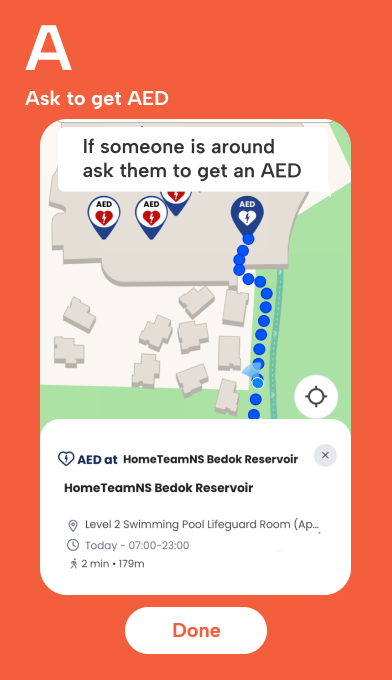 A
Ask to get AED
If someone is around
ask them to get an AED
AED
AED
AED
AED at HomeTeamNS Bedok Reservoir
HomeTeamNS Bedok Reservoir
Level 2 Swimming Pool Lifeguard Room (Ap...
Today - 07:00-23:00
2 min • 179m
Done